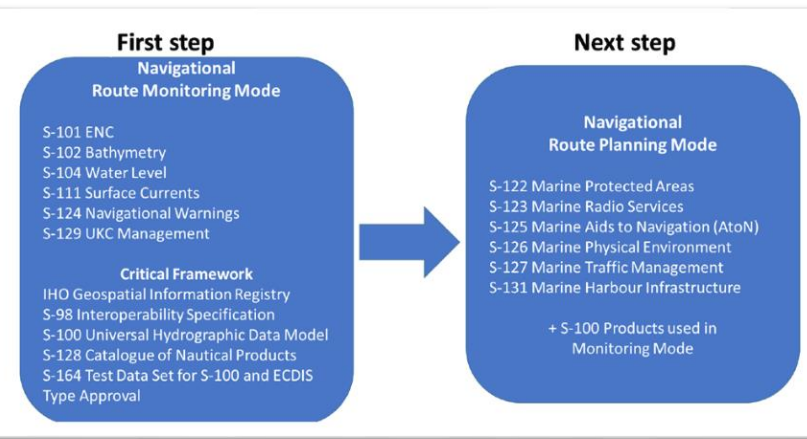 First step
Navigational
Route Monitoring Mode
S-101 ENC
S-102 Bathymetry
S-104 Water Level
S-111 Surface Currents
S-124 Navigational Warnings
S-129 UKC Management
Critical Framework
IHO Geospatial Information Registry
S-98 Interoperability Specification
S-100 Universal Hydrographic Data Model
S-128 Catalogue of Nautical Products
S-164 Test Data Set for S-100 and ECDIS
Type Approval
Next step
Navigational
Route Planning Mode
S-122 Marine Protected Areas
S-123 Marine Radio Services
S-125 Marine Aids to Navigation (AtoN)
S-126 Marine Physical Environment
S-127 Marine Traffic Management
S-131 Marine Harbour Infrastructure
+ S-100 Products used in
Monitoring Mode